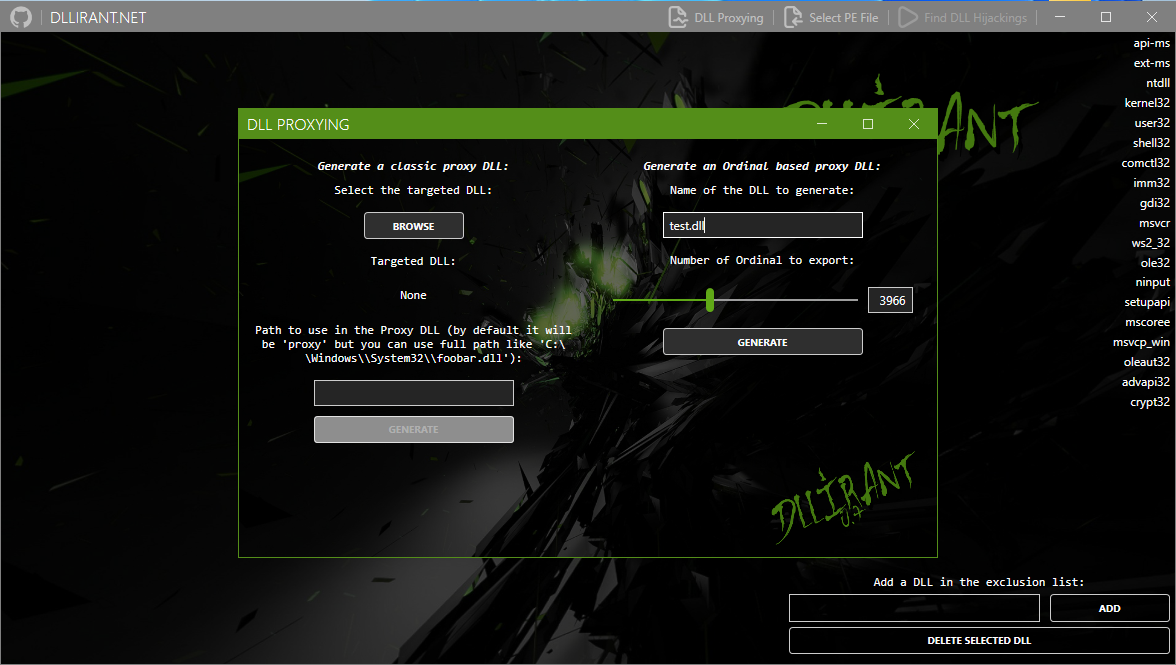 DLLIRANT.NET
DLL Proxying
Select PE File
Find DLL Hijackings
api-ms
ext-ms
ntdll
kernel32
user32
shell32
comctl32
imm32
gdi32
msvcr
ws2_32
ole32
ninput
setupapi
mscoree
msvcp_win
oleaut32
advapi32
crypt32
DLLIRANT
DLL PROXYING
Generate a classic proxy DLL:
Select the targeted DLL:
BROWSE
Targeted DLL:
None
Path to use in the Proxy DLL (by default it will
be 'proxy' but you can use full path like 'C:\
\Windows\\System32\\foobar.dll'):
GENERATE
Generate an Ordinal based proxy DLL:
Name of the DLL to generate:
test.dll
Number of Ordinal to export:
3966
GENERATE
DLLIRANT
0.7
Add a DLL in the exclusion list:
ADD
DELETE SELECTED DLL